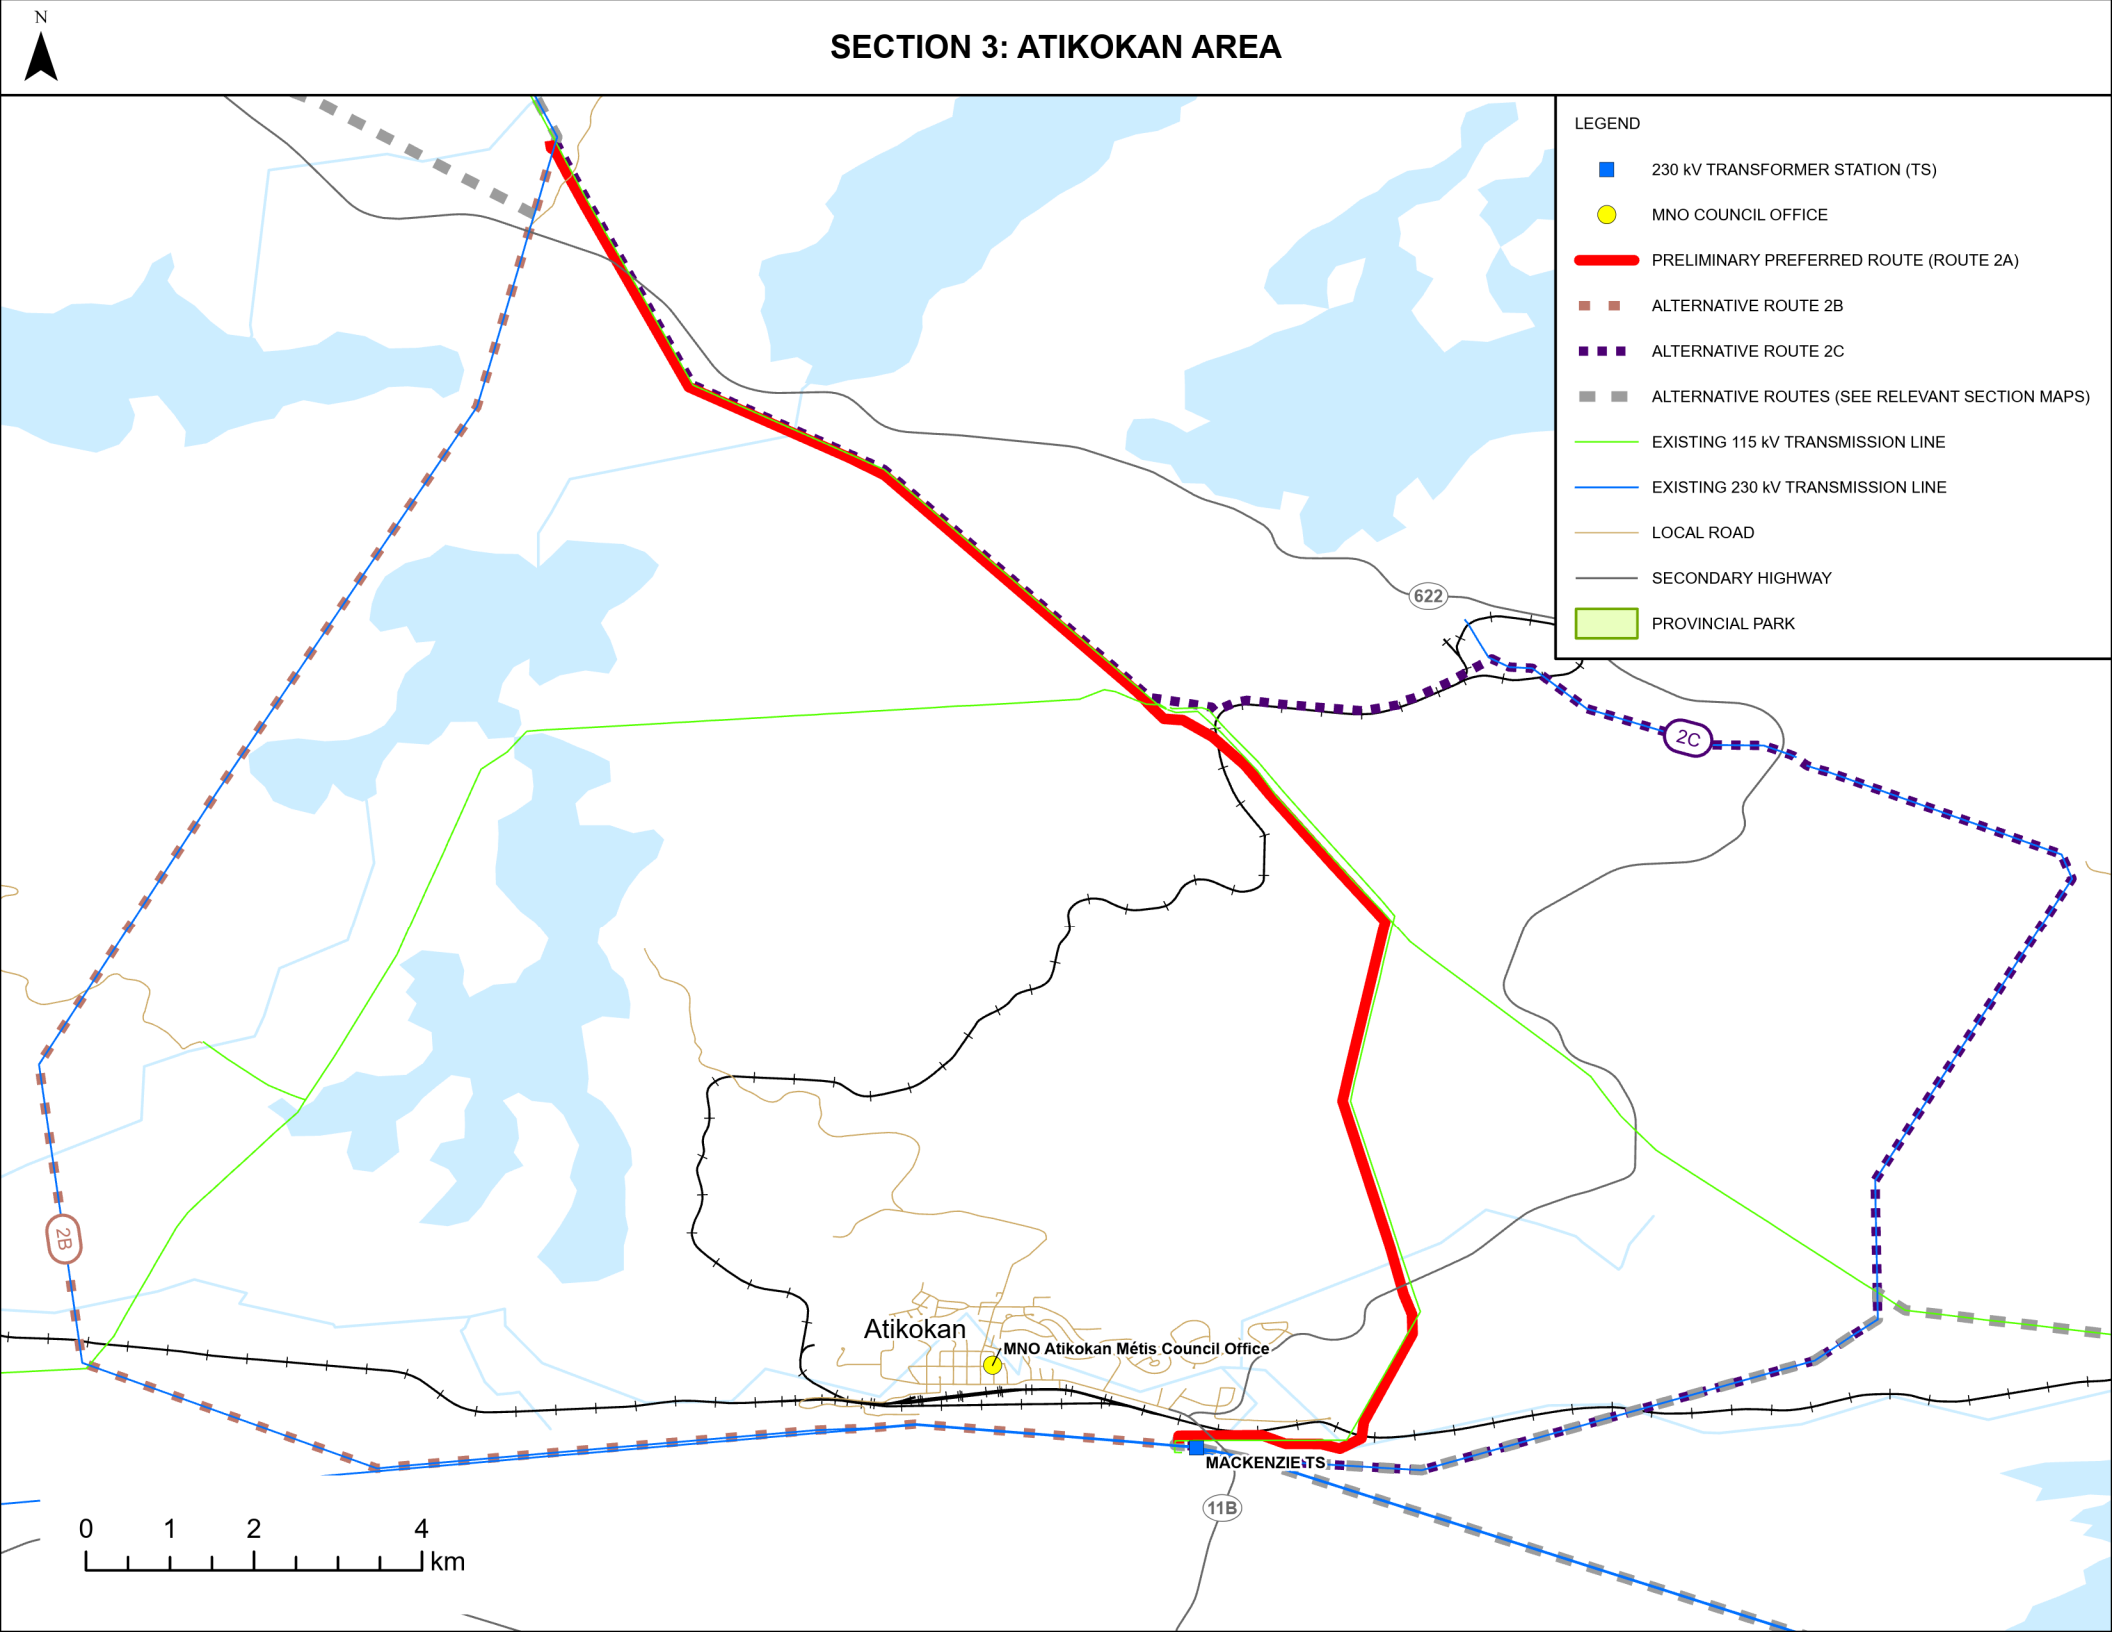 N
SECTION 3: ATIKOKAN AREA
LEGEND
230 kV TRANSFORMER STATION (TS)
MNO COUNCIL OFFICE
PRELIMINARY PREFERRED ROUTE (ROUTE 2A)
ALTERNATIVE ROUTE 2B
ALTERNATIVE ROUTE 2C
ALTERNATIVE ROUTES (SEE RELEVANT SECTION MAPS)
EXISTING 115 kV TRANSMISSION LINE
EXISTING 230 kV TRANSMISSION LINE
LOCAL ROAD
SECONDARY HIGHWAY
PROVINCIAL PARK
622
2C
2B
Atikokan
MNO Atikokan Métis Council Office
MACKENZIE TS
11B
0 1 2 4
km